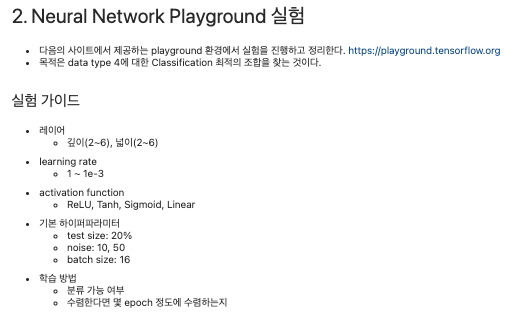 2. Neural Network Playground 실험
다음의 사이트에서 제공하는 playground 환경에서 실험을 진행하고 정리한다. https://playground.tensorflow.org
목적은 data type 4에 대한 Classification 최적의 조합을 찾는 것이다.
실험 가이드
레이어
깊이(2~6), 넓이(2~6)
learning rate
1 ~ 1e-3
activation function
ReLU, Tanh, Sigmoid, Linear
기본 하이퍼파라미터
test size: 20%
noise: 10, 50
batch size: 16
학습 방법
분류 가능 여부
수렴한다면 몇 epoch 정도에 수렴하는지